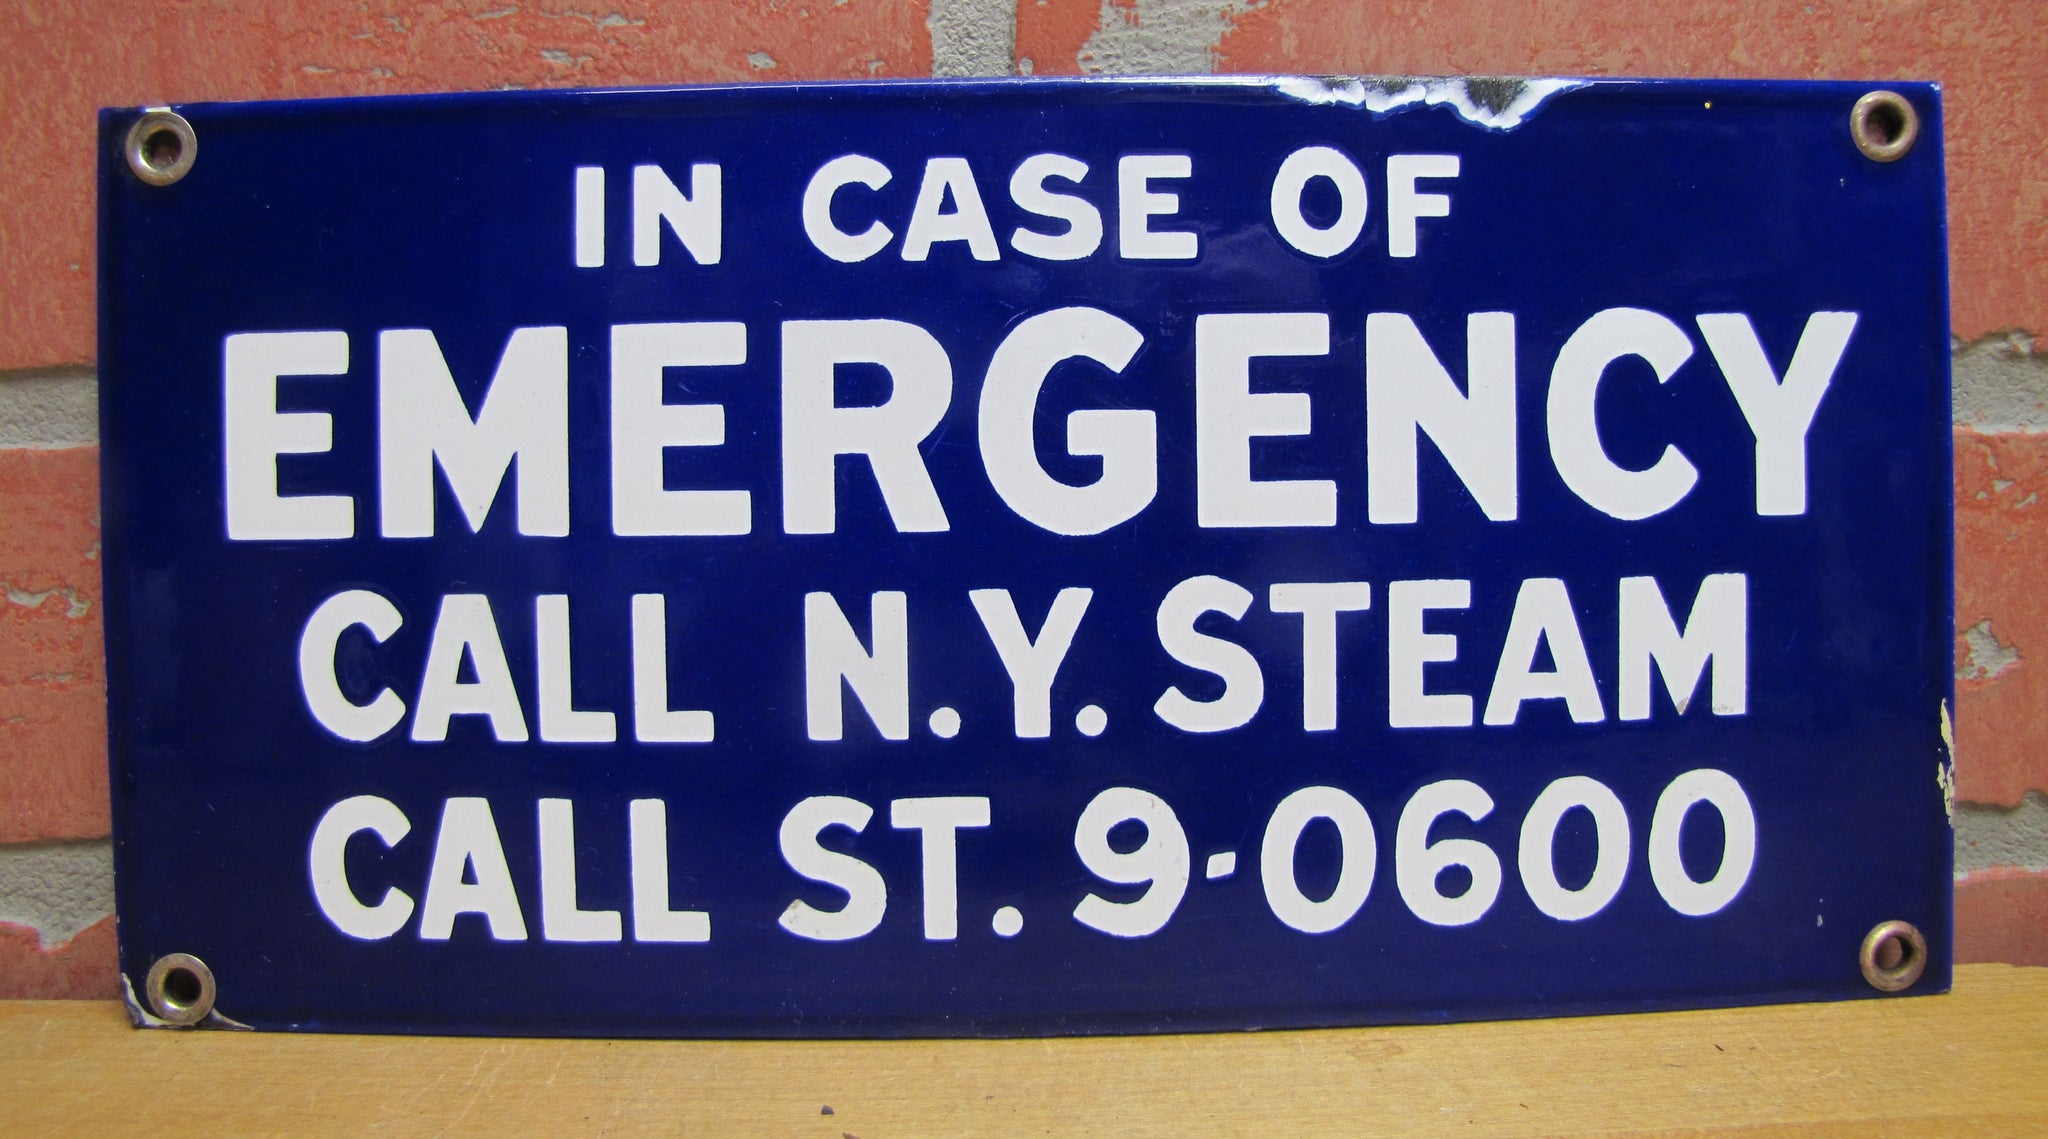 IN CASE OF
EMERGENCY
CALL N.Y. STEAM
CALL ST. 9-0600